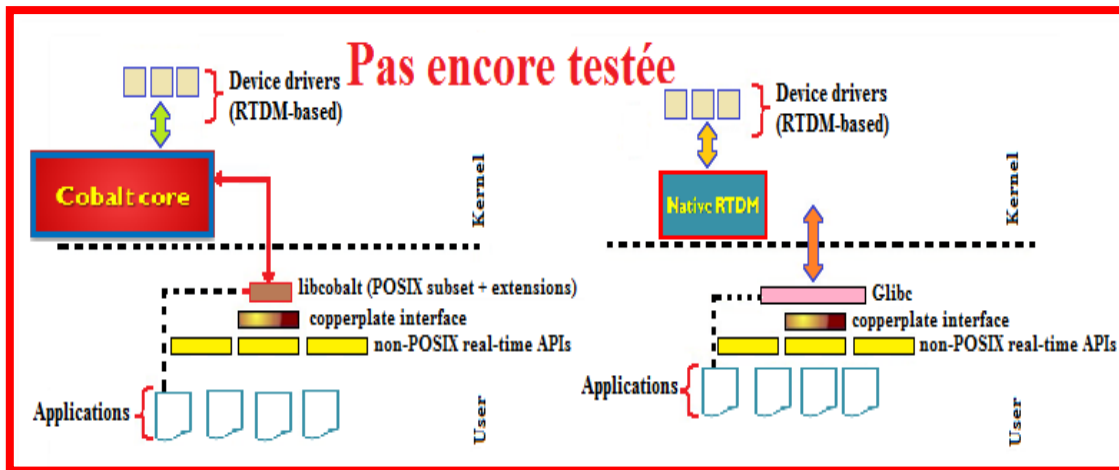 Pas encore testée
Device drivers
(RTDM-based)
Cobalt core
Kernel
libcobalt (POSIX subset + extensions)
copperplate interface
non-POSIX real-time APIs
Applications
User
Device drivers
(RTDM-based)
Native RTDM
Kernel
Glibc
copperplate interface
non-POSIX real-time APIs
Applications
User